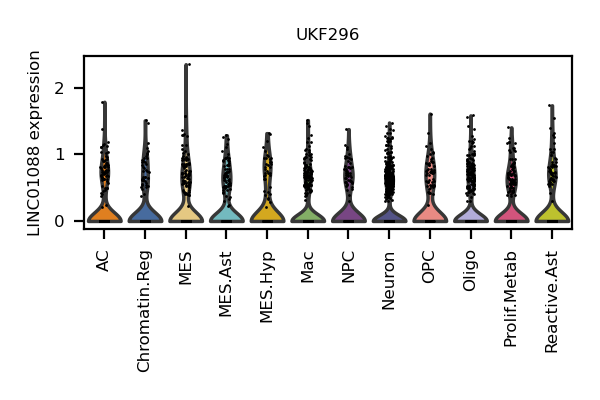 UKF296
LINC01088 expression
2
1
0
AC
Chromatin.Reg
MES
MES.Ast
MES.Hyp
Mac
NPC
Neuron
OPC
Oligo
Prolif.Metab
Reactive.Ast